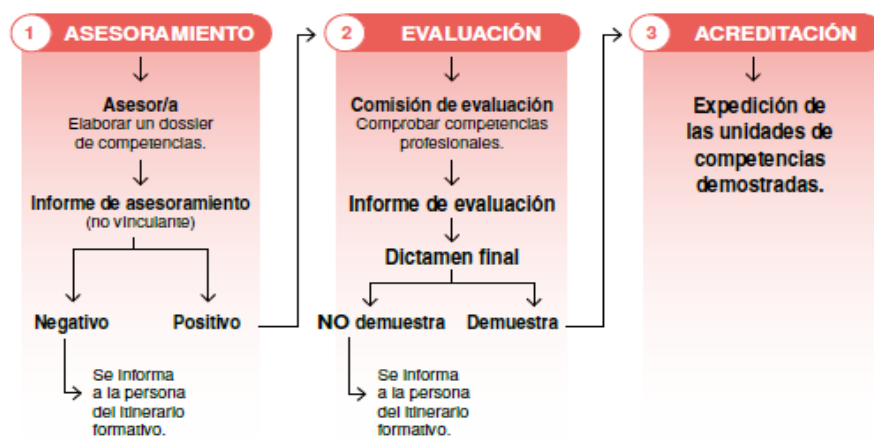 1 ASESORAMIENTO
Asesor/a
Elaborar un dossier
de competencias.
Informe de asesoramiento
(no vinculante)
Negativo Positivo
Se informa
a la persona
del itinerario
formativo.
2 EVALUACIÓN
Comisión de evaluación
Comprobar competencias
profesionales.
Informe de evaluación
Dictamen final
NO demuestra Demuestra
Se informa
a la persona
del itinerario
formativo.
3 ACREDITACIÓN
Expedición de
las unidades de
competencias
demostradas.